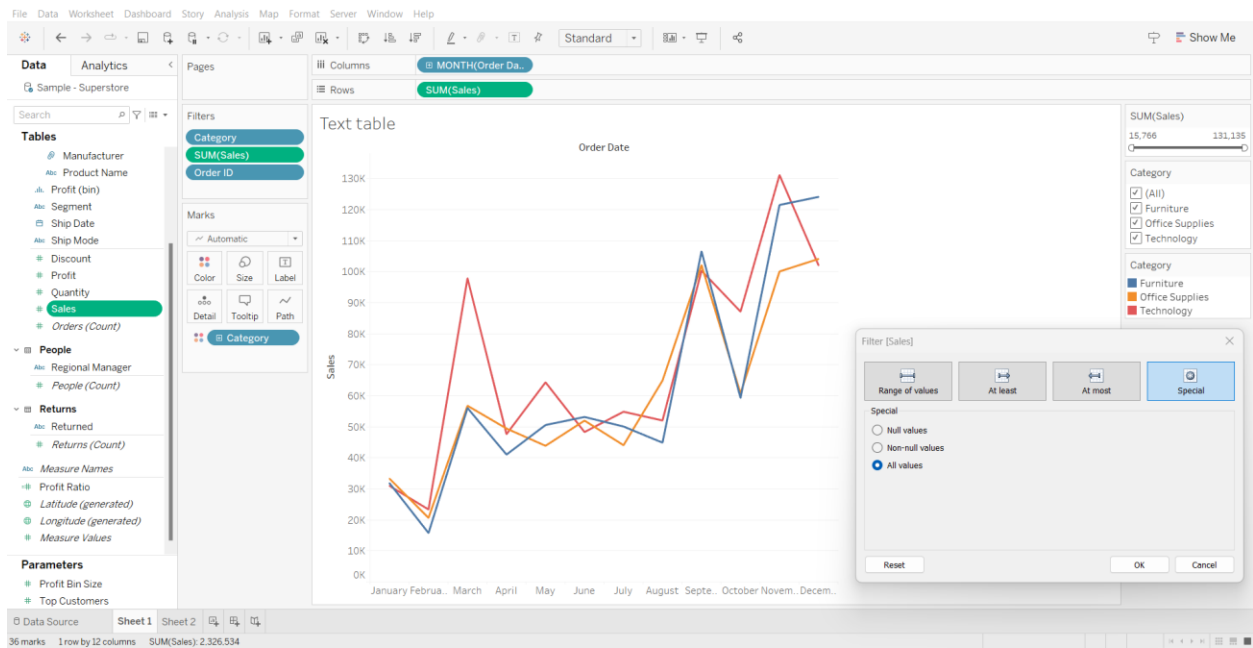 File Data Worksheet Dashboard Story Analysis Map Format Server Window Help
Standard
Show Me
Data Analytics
Sample - Superstore
Search
Tables
Manufacturer
Abc Product Name
Profit (bin)
Abc Segment
Ship Date
Abc Ship Mode
# Discount
# Profit
# Quantity
# Sales
# Orders (Count)
People
Abc Regional Manager
# People (Count)
Returns
Abc Returned
# Returns (Count)
Abc Measure Names
Profit Ratio
Latitude (generated)
Longitude (generated)
# Measure Values
Parameters
# Profit Bin Size
# Top Customers
Pages
Filters
Category
SUM(Sales)
Order ID
Marks
Automatic
Color Size Label
Detail Tooltip Path
Category
Columns MONTH(Order Da..
Rows SUM(Sales)
Text table
Order Date
Sales
130K
120K
110K
100K
90K
80K
70K
60K
50K
40K
30K
20K
10K
0K
January Februa.. March April May June July August Septe.. October Novem.. Decem..
SUM(Sales)
15,766 131,135
Category
(All)
Furniture
Office Supplies
Technology
Category
Furniture
Office Supplies
Technology
Filter [Sales]
Range of values At least At most Special
Special
Null values
Non-null values
All values
Reset OK Cancel
Data Source Sheet 1 Sheet 2
36 marks 1 row by 12 columns SUM(Sales): 2,326,534